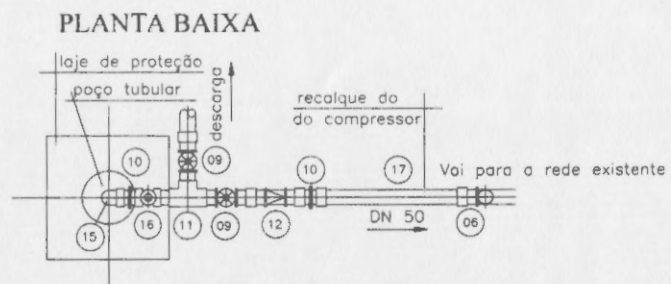 PLANTA BAIXA
laje de proteção
poço tubular
descarga
recalque do
do compressor
10
09
10
17
Vai para a rede existente
15
16
11
09
12
DN 50
06